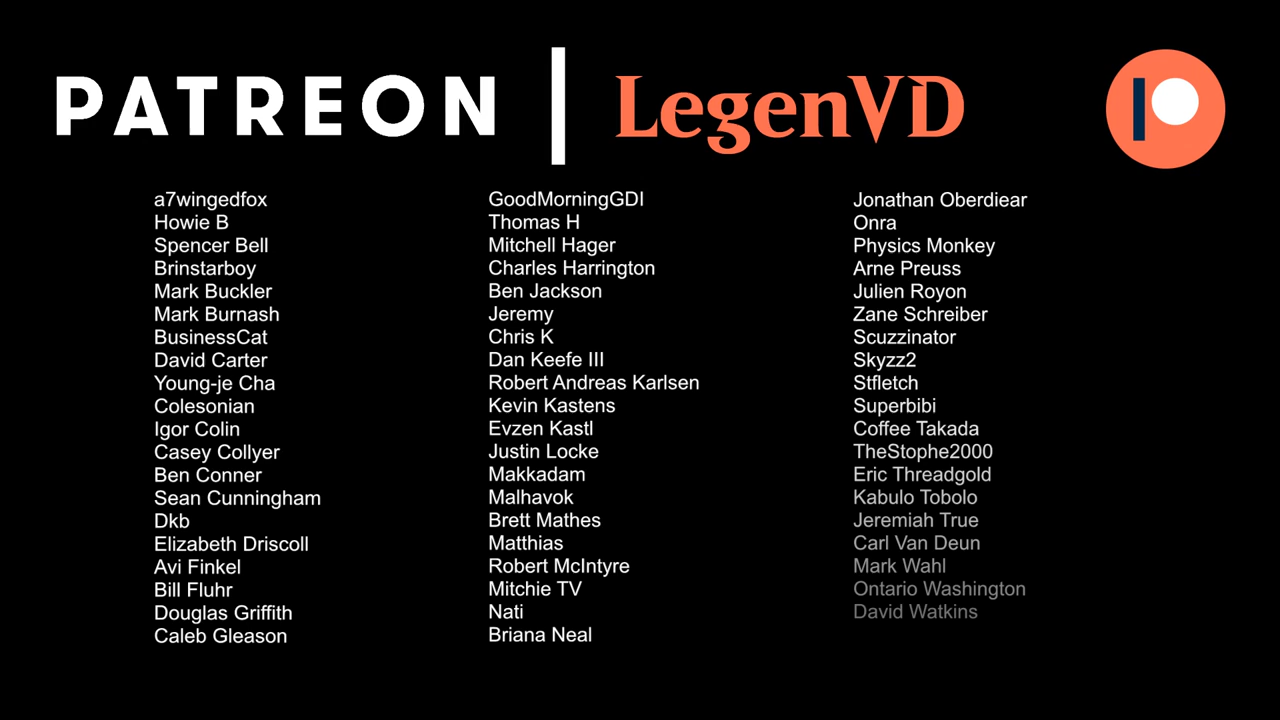 PATREON | LegenVD
a7wingedfox
Howie B
Spencer Bell
Brinstarboy
Mark Buckler
Mark Burnash
BusinessCat
David Carter
Young-je Cha
Colesonian
Igor Colin
Casey Collyer
Ben Conner
Sean Cunningham
Dkb
Elizabeth Driscoll
Avi Finkel
Bill Fluhr
Douglas Griffith
Caleb Gleason
GoodMorningGDI
Thomas H
Mitchell Hager
Charles Harrington
Ben Jackson
Jeremy
Chris K
Dan Keefe III
Robert Andreas Karlsen
Kevin Kastens
Evzen Kastl
Justin Locke
Makkadam
Malhavok
Brett Mathes
Matthias
Robert McIntyre
Mitchie TV
Nati
Briana Neal
Jonathan Oberdiear
Onra
Physics Monkey
Arne Preuss
Julien Royon
Zane Schreiber
Scuzzinator
Skyzz2
Stfletch
Superbibi
Coffee Takada
TheStophe2000
Eric Threadgold
Kabulo Tobolo
Jeremiah True
Carl Van Deun
Mark Wahl
Ontario Washington
David Watkins